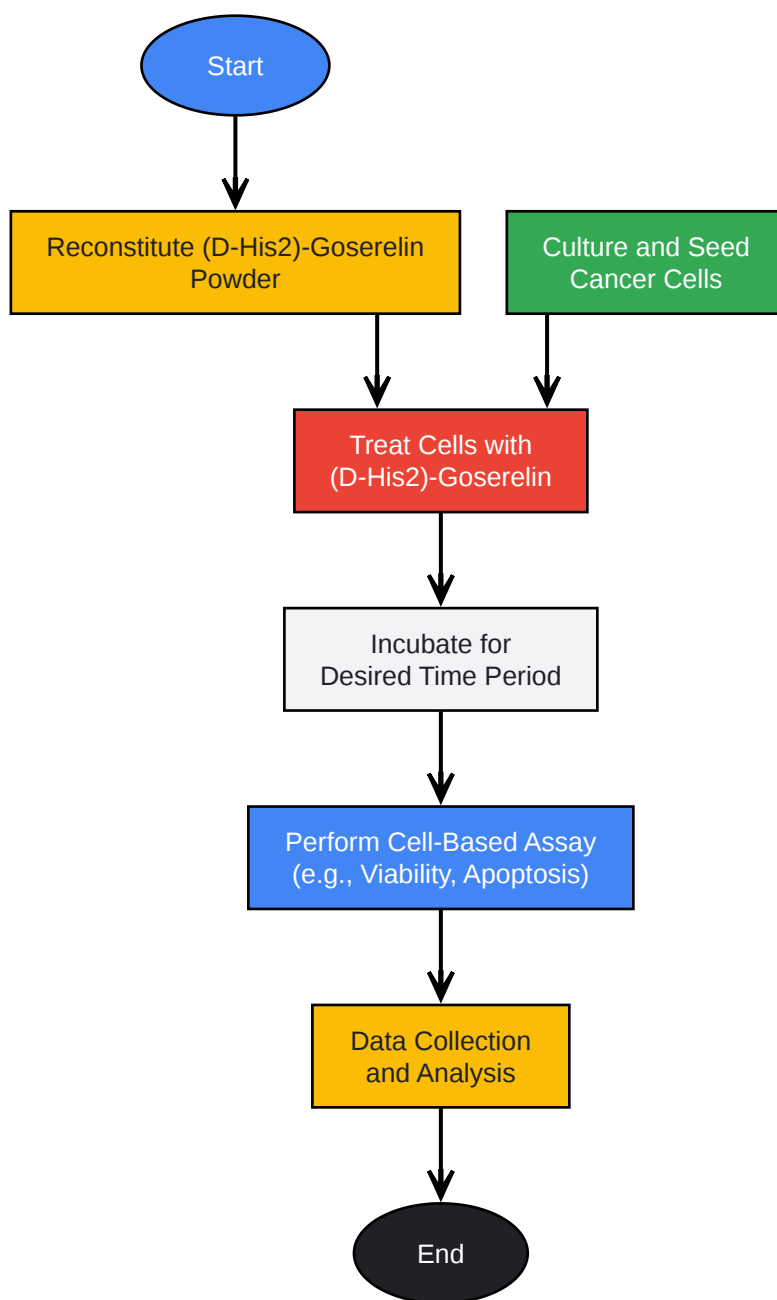 Start
Reconstitute (D-His2)-Goserelin
Powder
Culture and Seed
Cancer Cells
Treat Cells with
(D-His2)-Goserelin
Incubate for
Desired Time Period
Perform Cell-Based Assay
(e.g., Viability, Apoptosis)
Data Collection
and Analysis
End